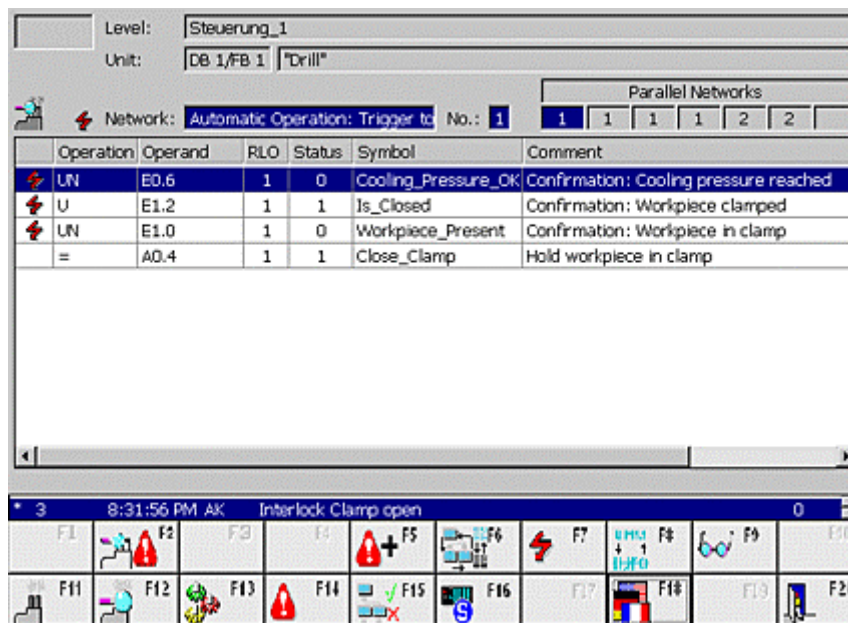 Level: Steuerung_1
Unit: DB 1/FB 1 "Drill"
Parallel Networks
Network: Automatic Operation: Trigger to No.: 1 1 1 1 1 2 2
Operation Operand RLO Status Symbol Comment
UN E0.6 1 0 Cooling_Pressure_OK Confirmation: Cooling pressure reached
U E1.2 1 1 Is_Closed Confirmation: Workpiece clamped
UN E1.0 1 0 Workpiece_Present Confirmation: Workpiece in clamp
= A0.4 1 1 Close_Clamp Hold workpiece in clamp
* 3 8:31:56 PM AK Interlock Clamp open 0
F1 F2 F3 F4 F5 F6 F7 F8 F9 F10
F11 F12 F13 F14 F15 F16 F17 F18 F19 F20